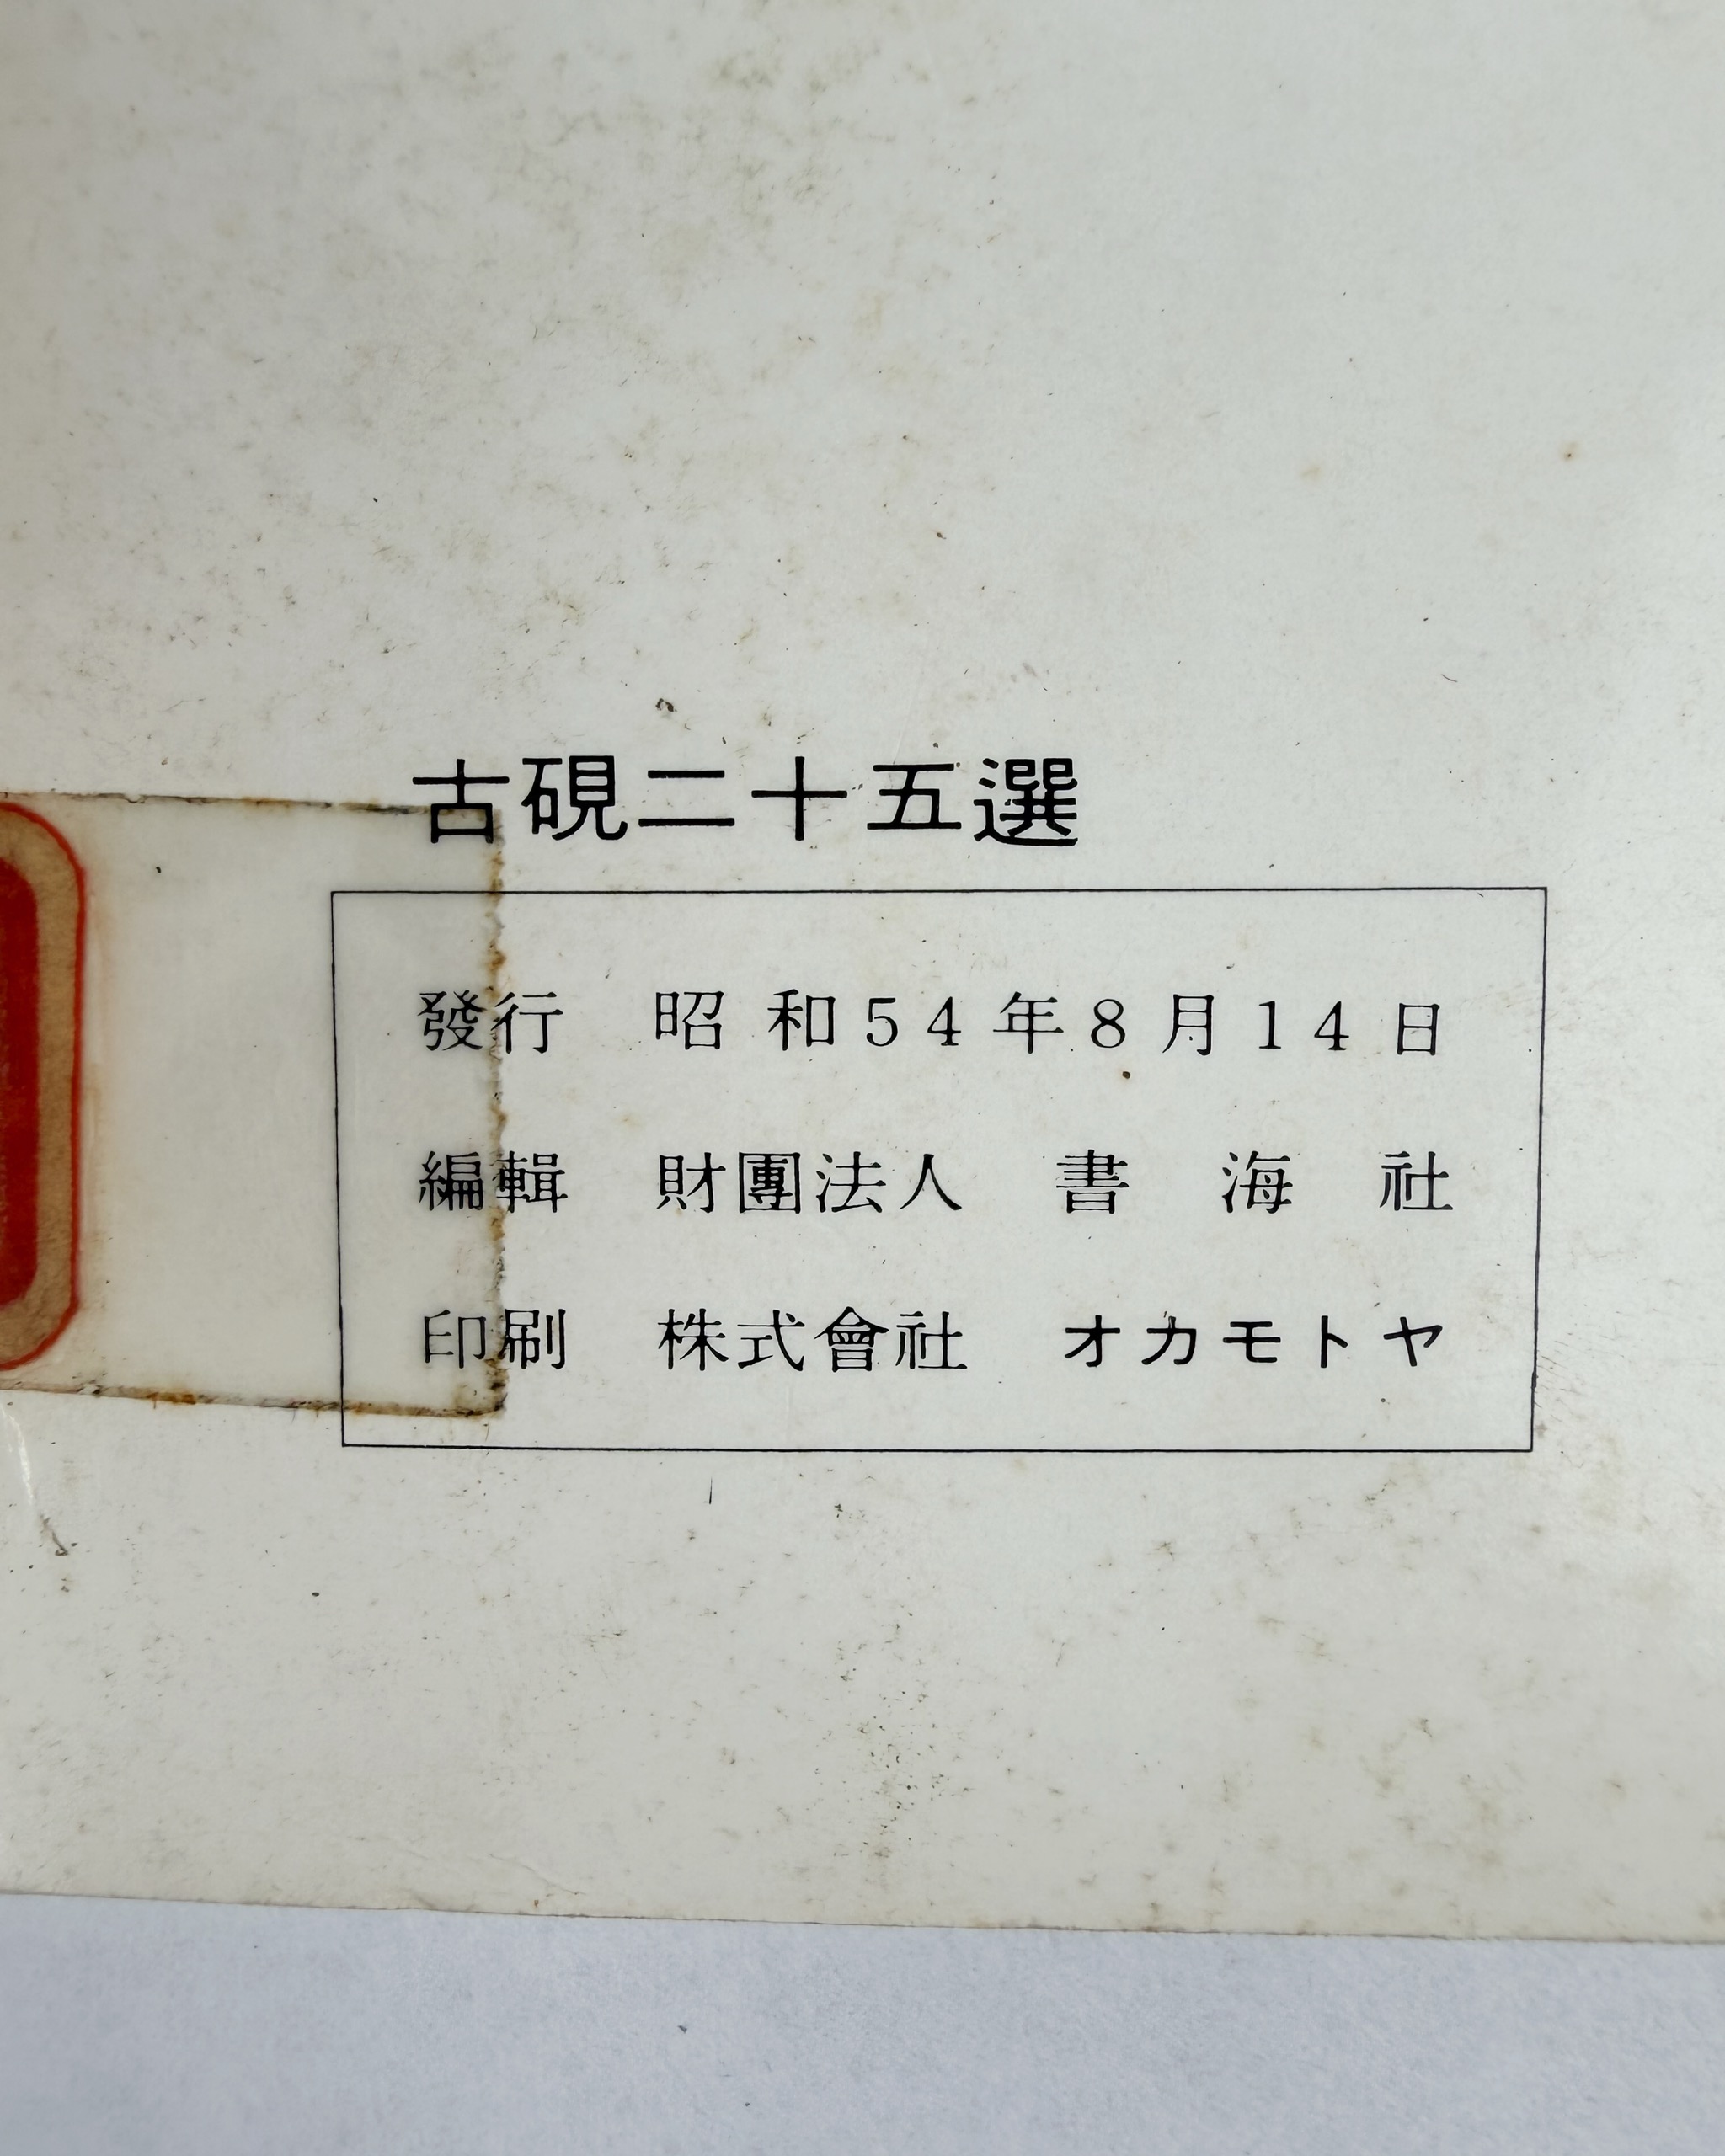 古硯二十五選
發行 昭和54年8月14日
編輯 財團法人 書海社
印刷 株式會社 オカモトヤ